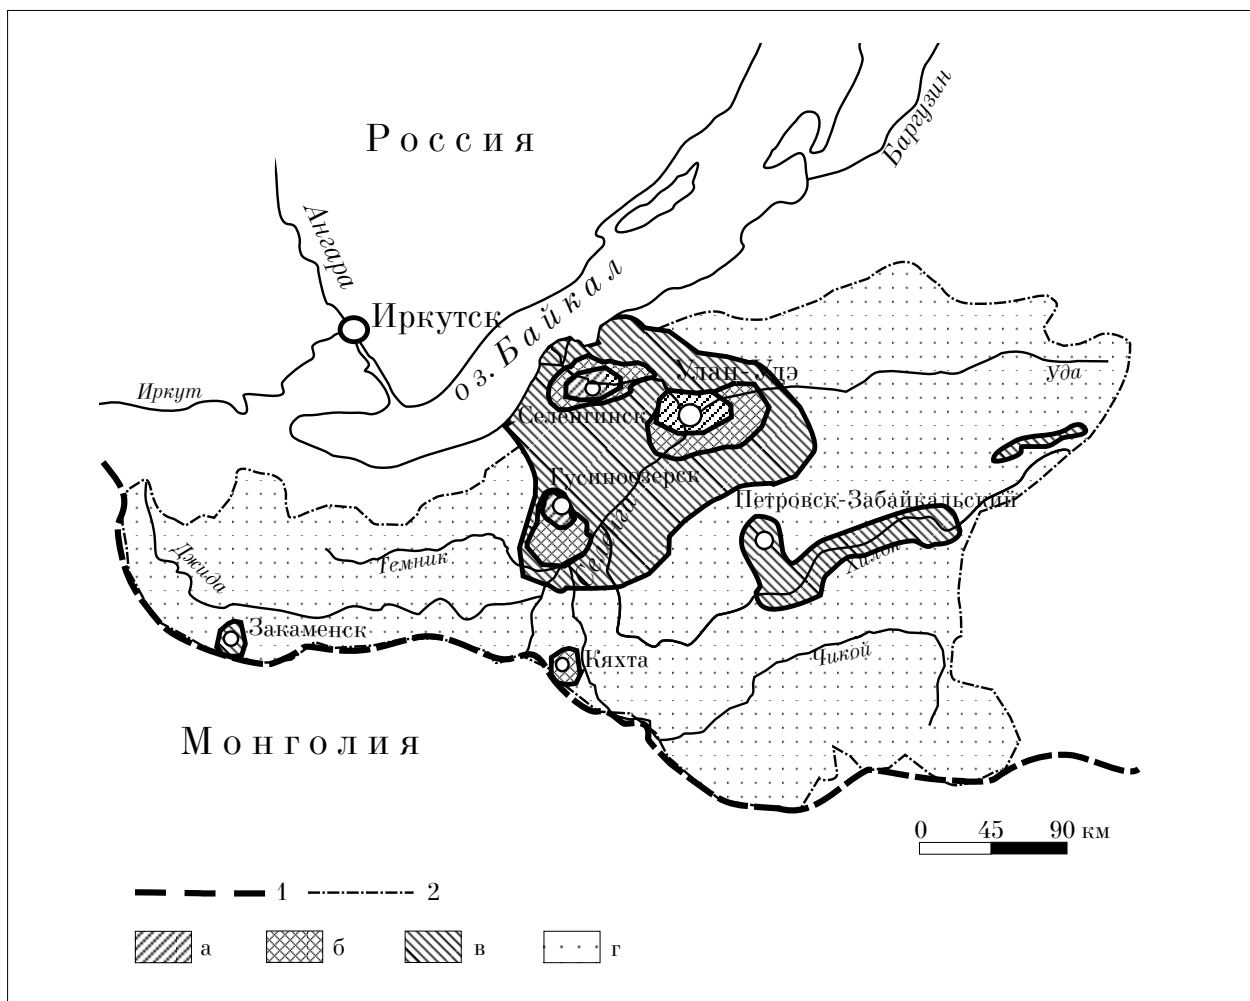 Россия
Баргузин
Ангара
Иркутск
оз. Байкал
Иркут
Улан-Удэ
Уда
Селенгинск
Гусиноозерск
Петровск-Забайкальский
Селенга
Хилок
Темник
Джида
Закаменск
Кяхта
Чикой
Монголия
0 45 90 км
1 2
а б в г